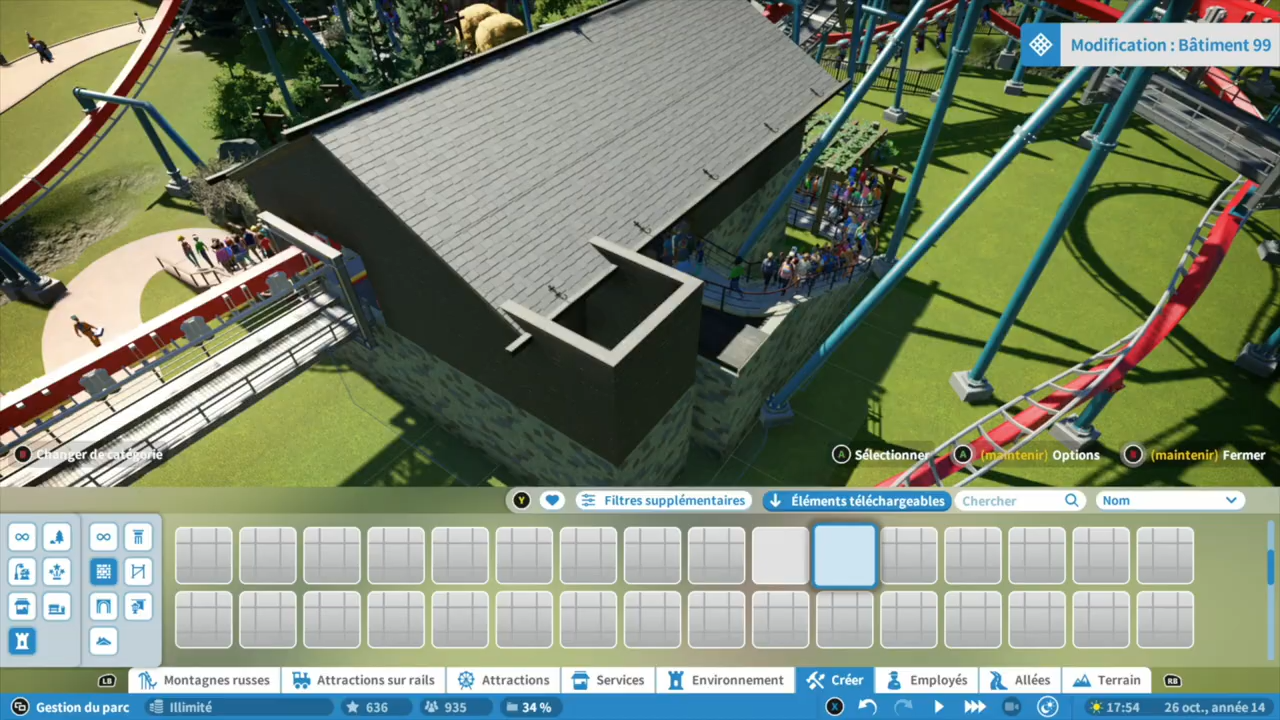 Modification : Bâtiment 99
B Changer de catégorie
A Sélectionner A (maintenir) Options B (maintenir) Fermer
Y Filtres supplémentaires Éléments téléchargeables Chercher Nom
LB Montagnes russes Attractions sur rails Attractions Services Environnement Créer Employés Allées Terrain RB
Gestion du parc Illimité 636 935 34 % X 17:54 26 oct., année 14